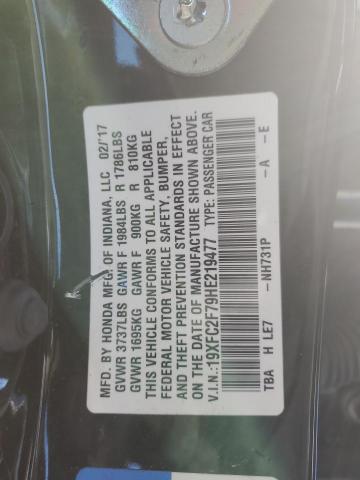 MFD. BY HONDA MFG. OF INDIANA, LLC 02/'17
GVWR 3737LBS GAWR F 1984LBS R 1786LBS
GVWR 1695KG GAWR F 900KG R 810KG
THIS VEHICLE CONFORMS TO ALL APPLICABLE
FEDERAL MOTOR VEHICLE SAFETY, BUMPER,
AND THEFT PREVENTION STANDARDS IN EFFECT
ON THE DATE OF MANUFACTURE SHOWN ABOVE.
V.I.N.:19XFC2F79HE219477 TYPE: PASSENGER CAR
-NH731P -A -E
TBA H LE7